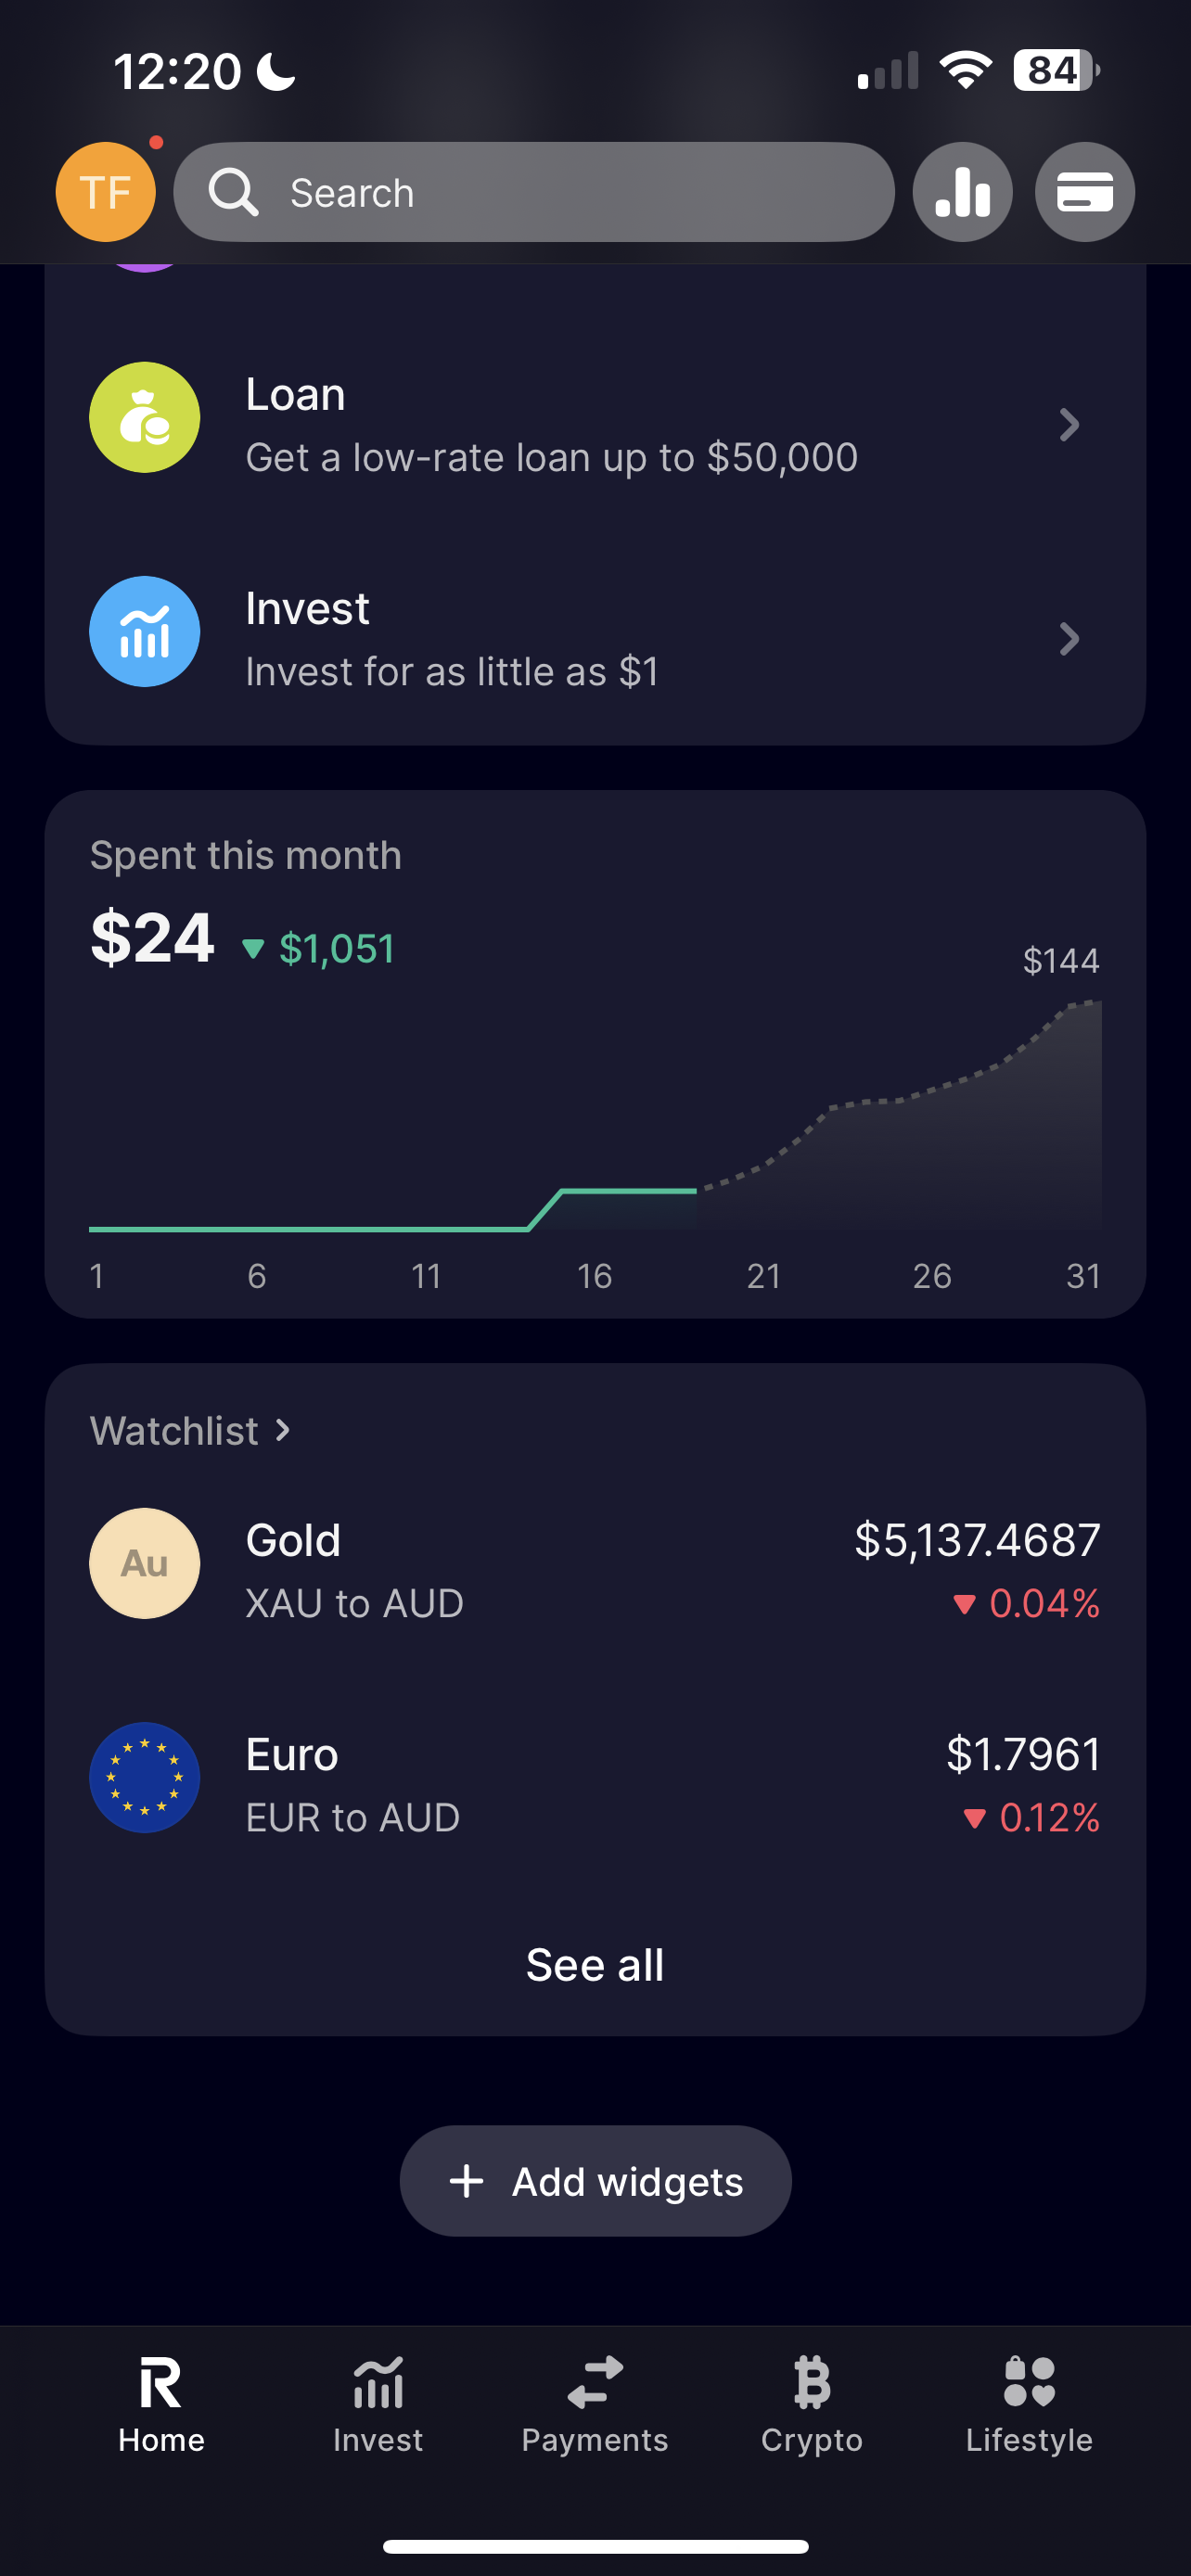 12:20
84
TF
Search
Loan
Get a low-rate loan up to $50,000
Invest
Invest for as little as $1
Spent this month
$24 ▼ $1,051
$144
1 6 11 16 21 26 31
Watchlist >
Au
Gold
$5,137.4687
XAU to AUD
▼ 0.04%
Euro
$1.7961
EUR to AUD
▼ 0.12%
See all
+ Add widgets
Home Invest Payments Crypto Lifestyle